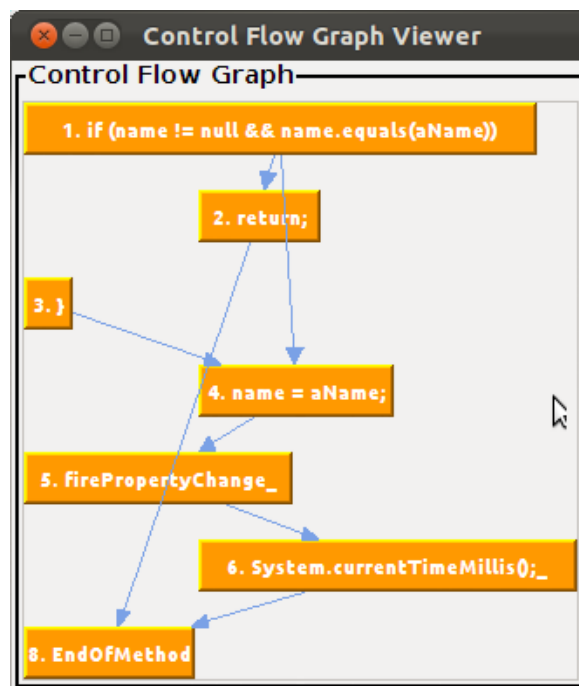 Control Flow Graph Viewer
Control Flow Graph
1. if (name != null && name.equals(aName))
2. return;
3. }
4. name = aName;
5. firePropertyChange_
6. System.currentTimeMillis();_
8. EndOfMethod